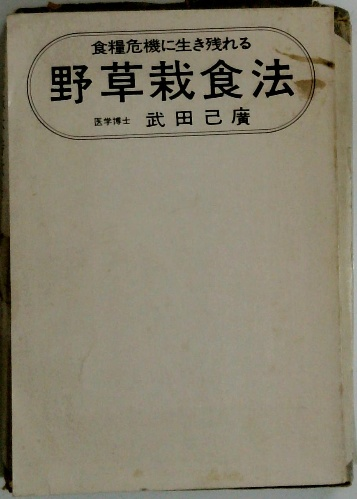 食糧危機に生き残れる
野草栽食法
医学博士 武田己廣